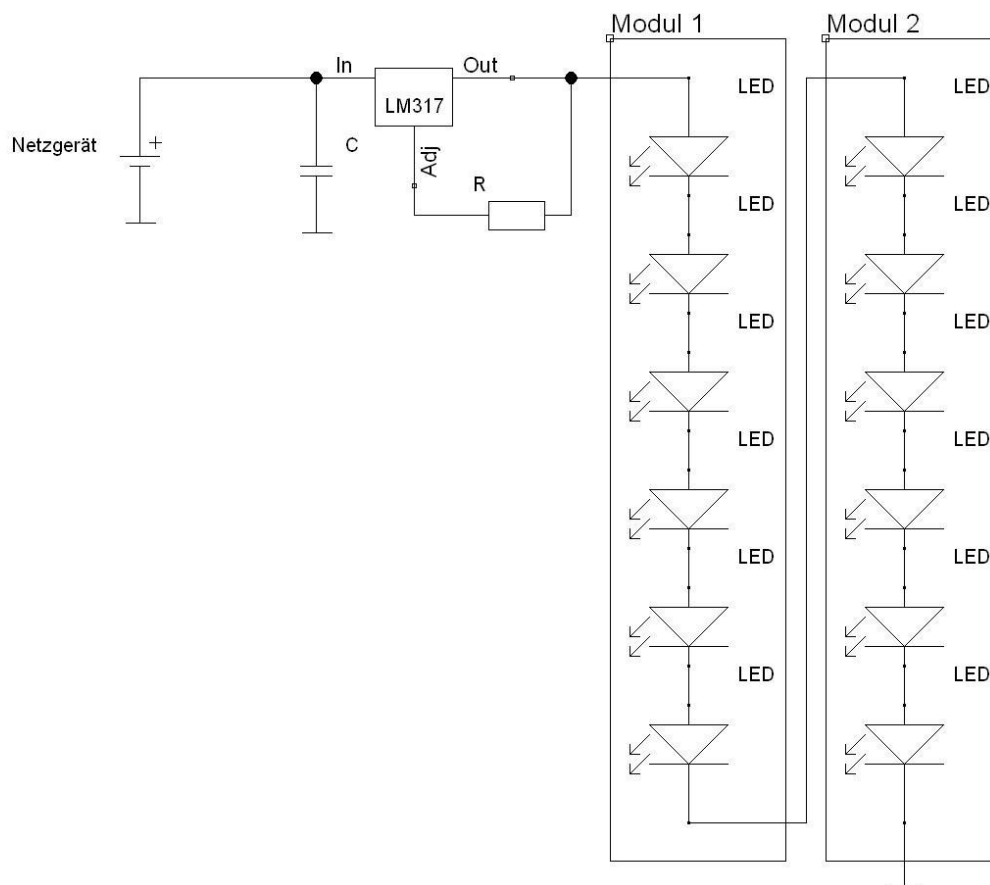 Modul 1
Modul 2
In
Out
LED
LED
LM317
Netzgerät
+
C
Adj
R
LED
LED
LED
LED
LED
LED
LED
LED
LED
LED